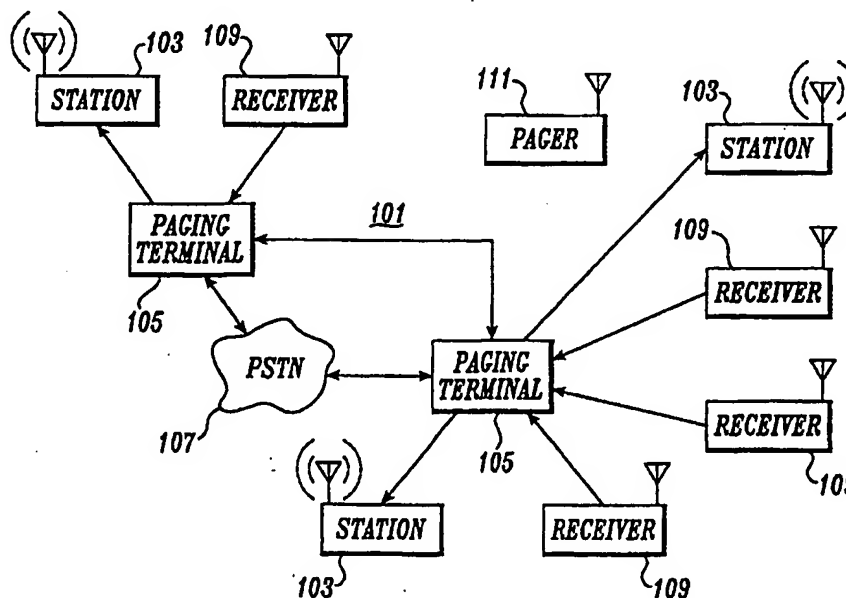 103
109
STATION
RECEIVER
111
PAGER
103
STATION
PAGING
TERMINAL
105
101
109
RECEIVER
PSTN
107
PAGING
TERMINAL
105
RECEIVER
STATION
103
RECEIVER
109